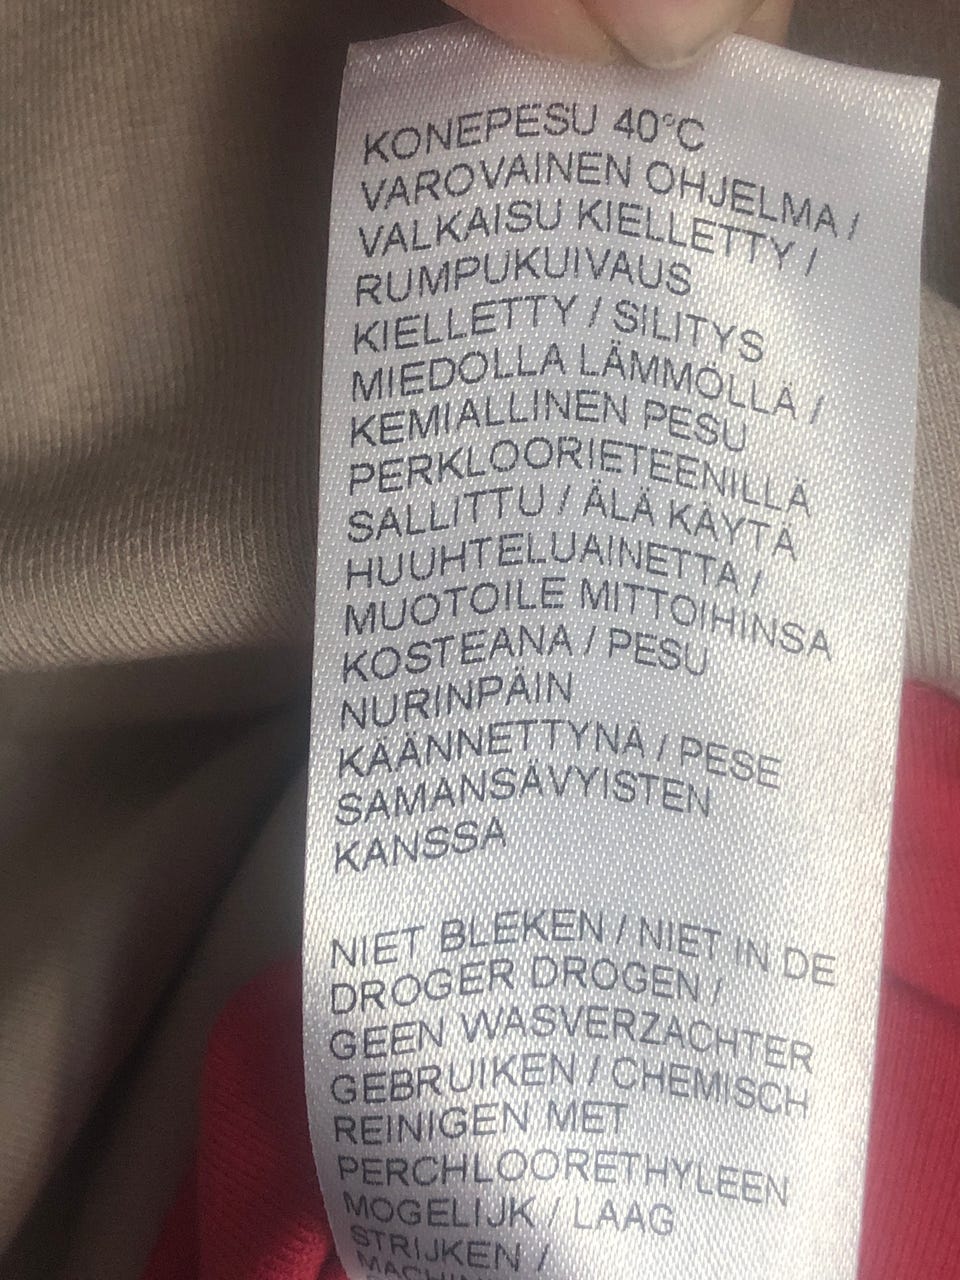 KONEPESU 40°C
VAROVAINEN OHJELMA /
VALKAISU KIELLETTY /
RUMPUKUIVAUS
KIELLETTY / SILITYS
MIEDOLLA LÄMMÖLLÄ /
KEMIALLINEN PESU
PERKLOORIETEENILLÄ
SALLITTU / ÄLÄ KÄYTÄ
HUUHTELUAINETTA /
MUOTOILE MITTOIHINSA
KOSTEANA / PESU
NURINPÄIN
KÄÄNNETTYNÄ / PESE
SAMANSÄVYISTEN
KANSSA
NIET BLEKEN / NIET IN DE
DROGER DROGEN /
GEEN WASVERZACHTER
GEBRUIKEN / CHEMISCH
REINIGEN MET
PERCHLOORETHYLEEN
MOGELIJK / LAAG
STRIJKEN /